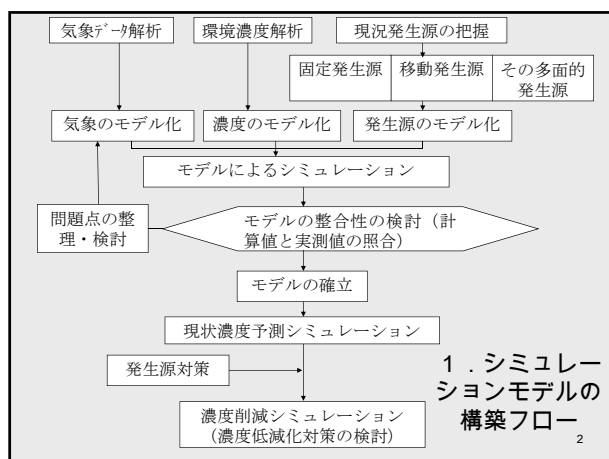 気象ﾃﾞｰﾀ解析
環境濃度解析
現況発生源の把握
固定発生源
移動発生源
その多面的
発生源
気象のモデル化
濃度のモデル化
発生源のモデル化
モデルによるシミュレーション
問題点の整
理・検討
モデルの整合性の検討（計
算値と実測値の照合）
モデルの確立
現状濃度予測シミュレーション
発生源対策
濃度削減シミュレーション
（濃度低減化対策の検討）
１．シミュレー
ションモデルの
構築フロー
2